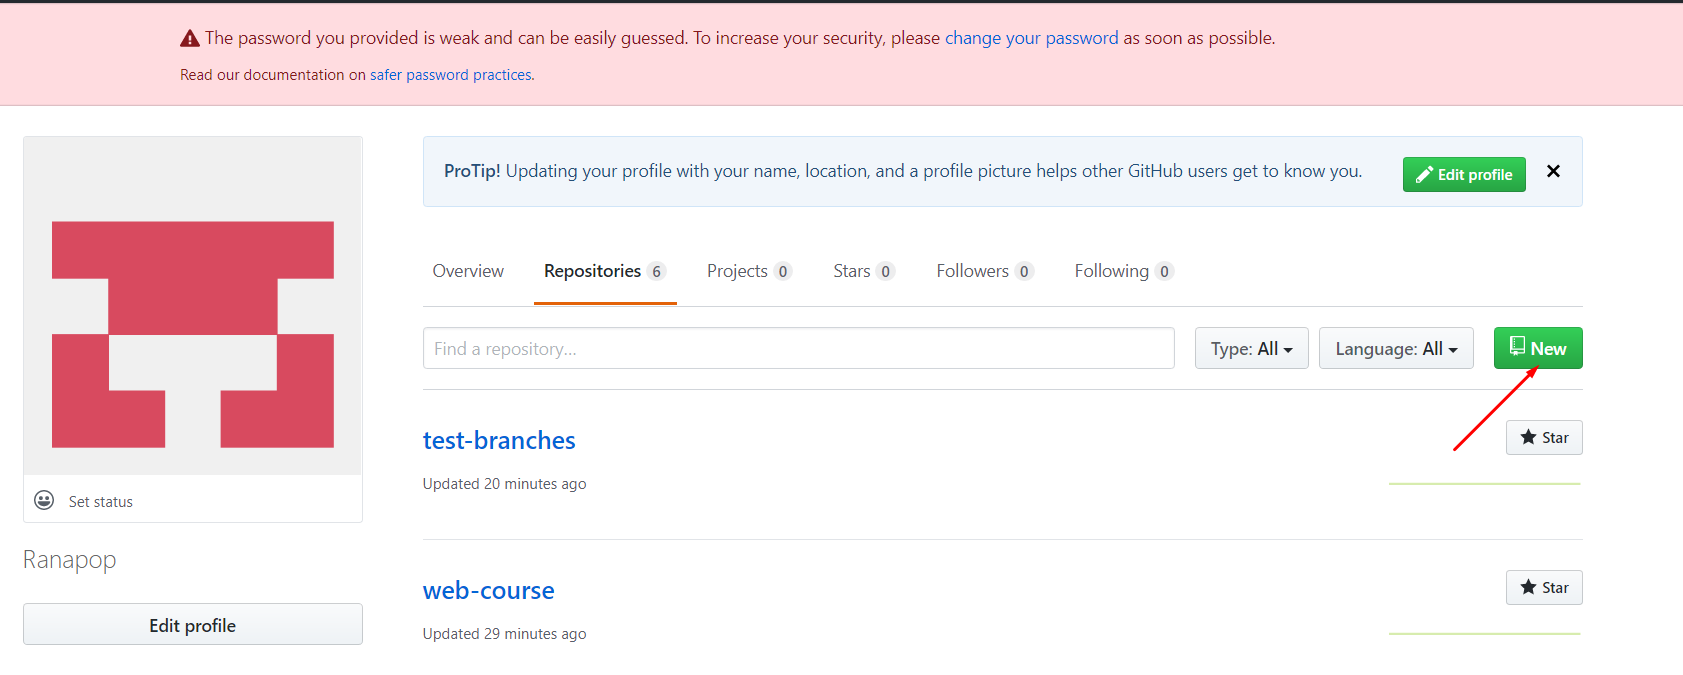 The password you provided is weak and can be easily guessed. To increase your security, please change your password as soon as possible.
Read our documentation on safer password practices.
ProTip! Updating your profile with your name, location, and a profile picture helps other GitHub users get to know you.
Edit profile
Overview
Repositories 6
Projects 0
Stars 0
Followers 0
Following 0
Find a repository...
Type: All
Language: All
New
test-branches
Star
Updated 20 minutes ago
Set status
Ranapop
web-course
Star
Edit profile
Updated 29 minutes ago